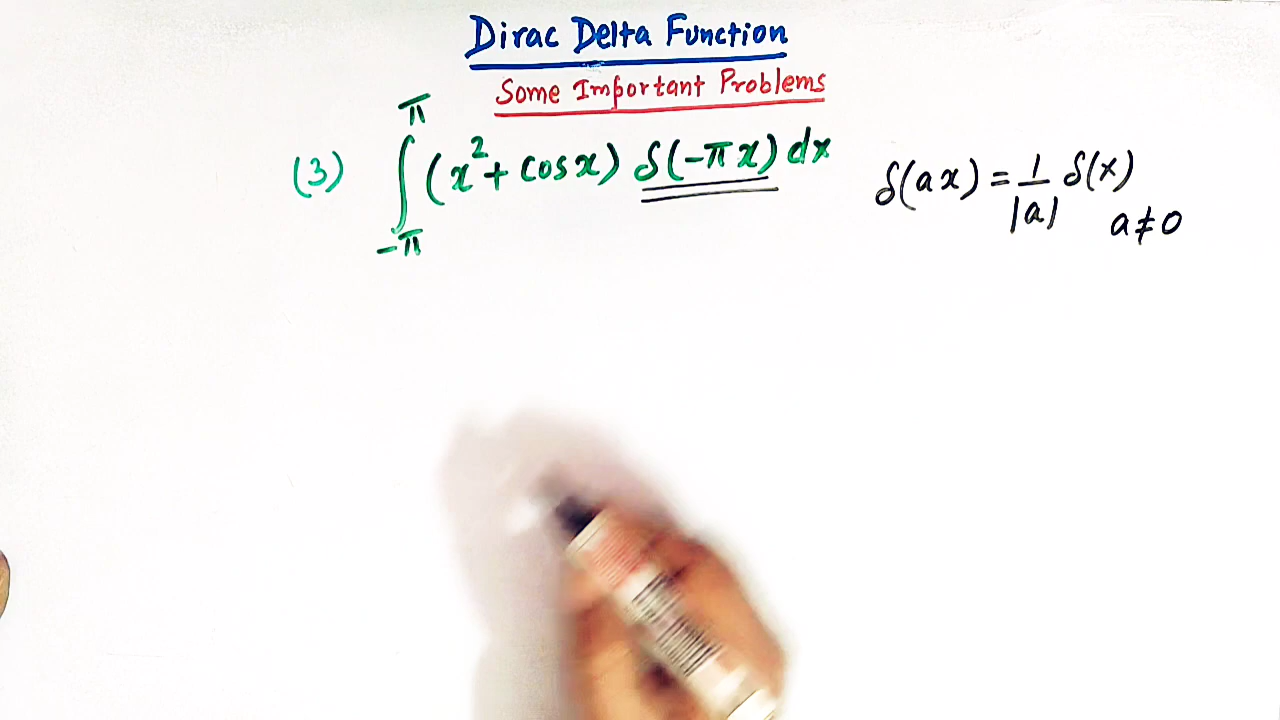 Dirac Delta Function
Some Important Problems
(3) ∫_{-π}^{π} (x² + cos x) δ(-πx) dx
δ(ax) = 1/|a| δ(x)
a ≠ 0